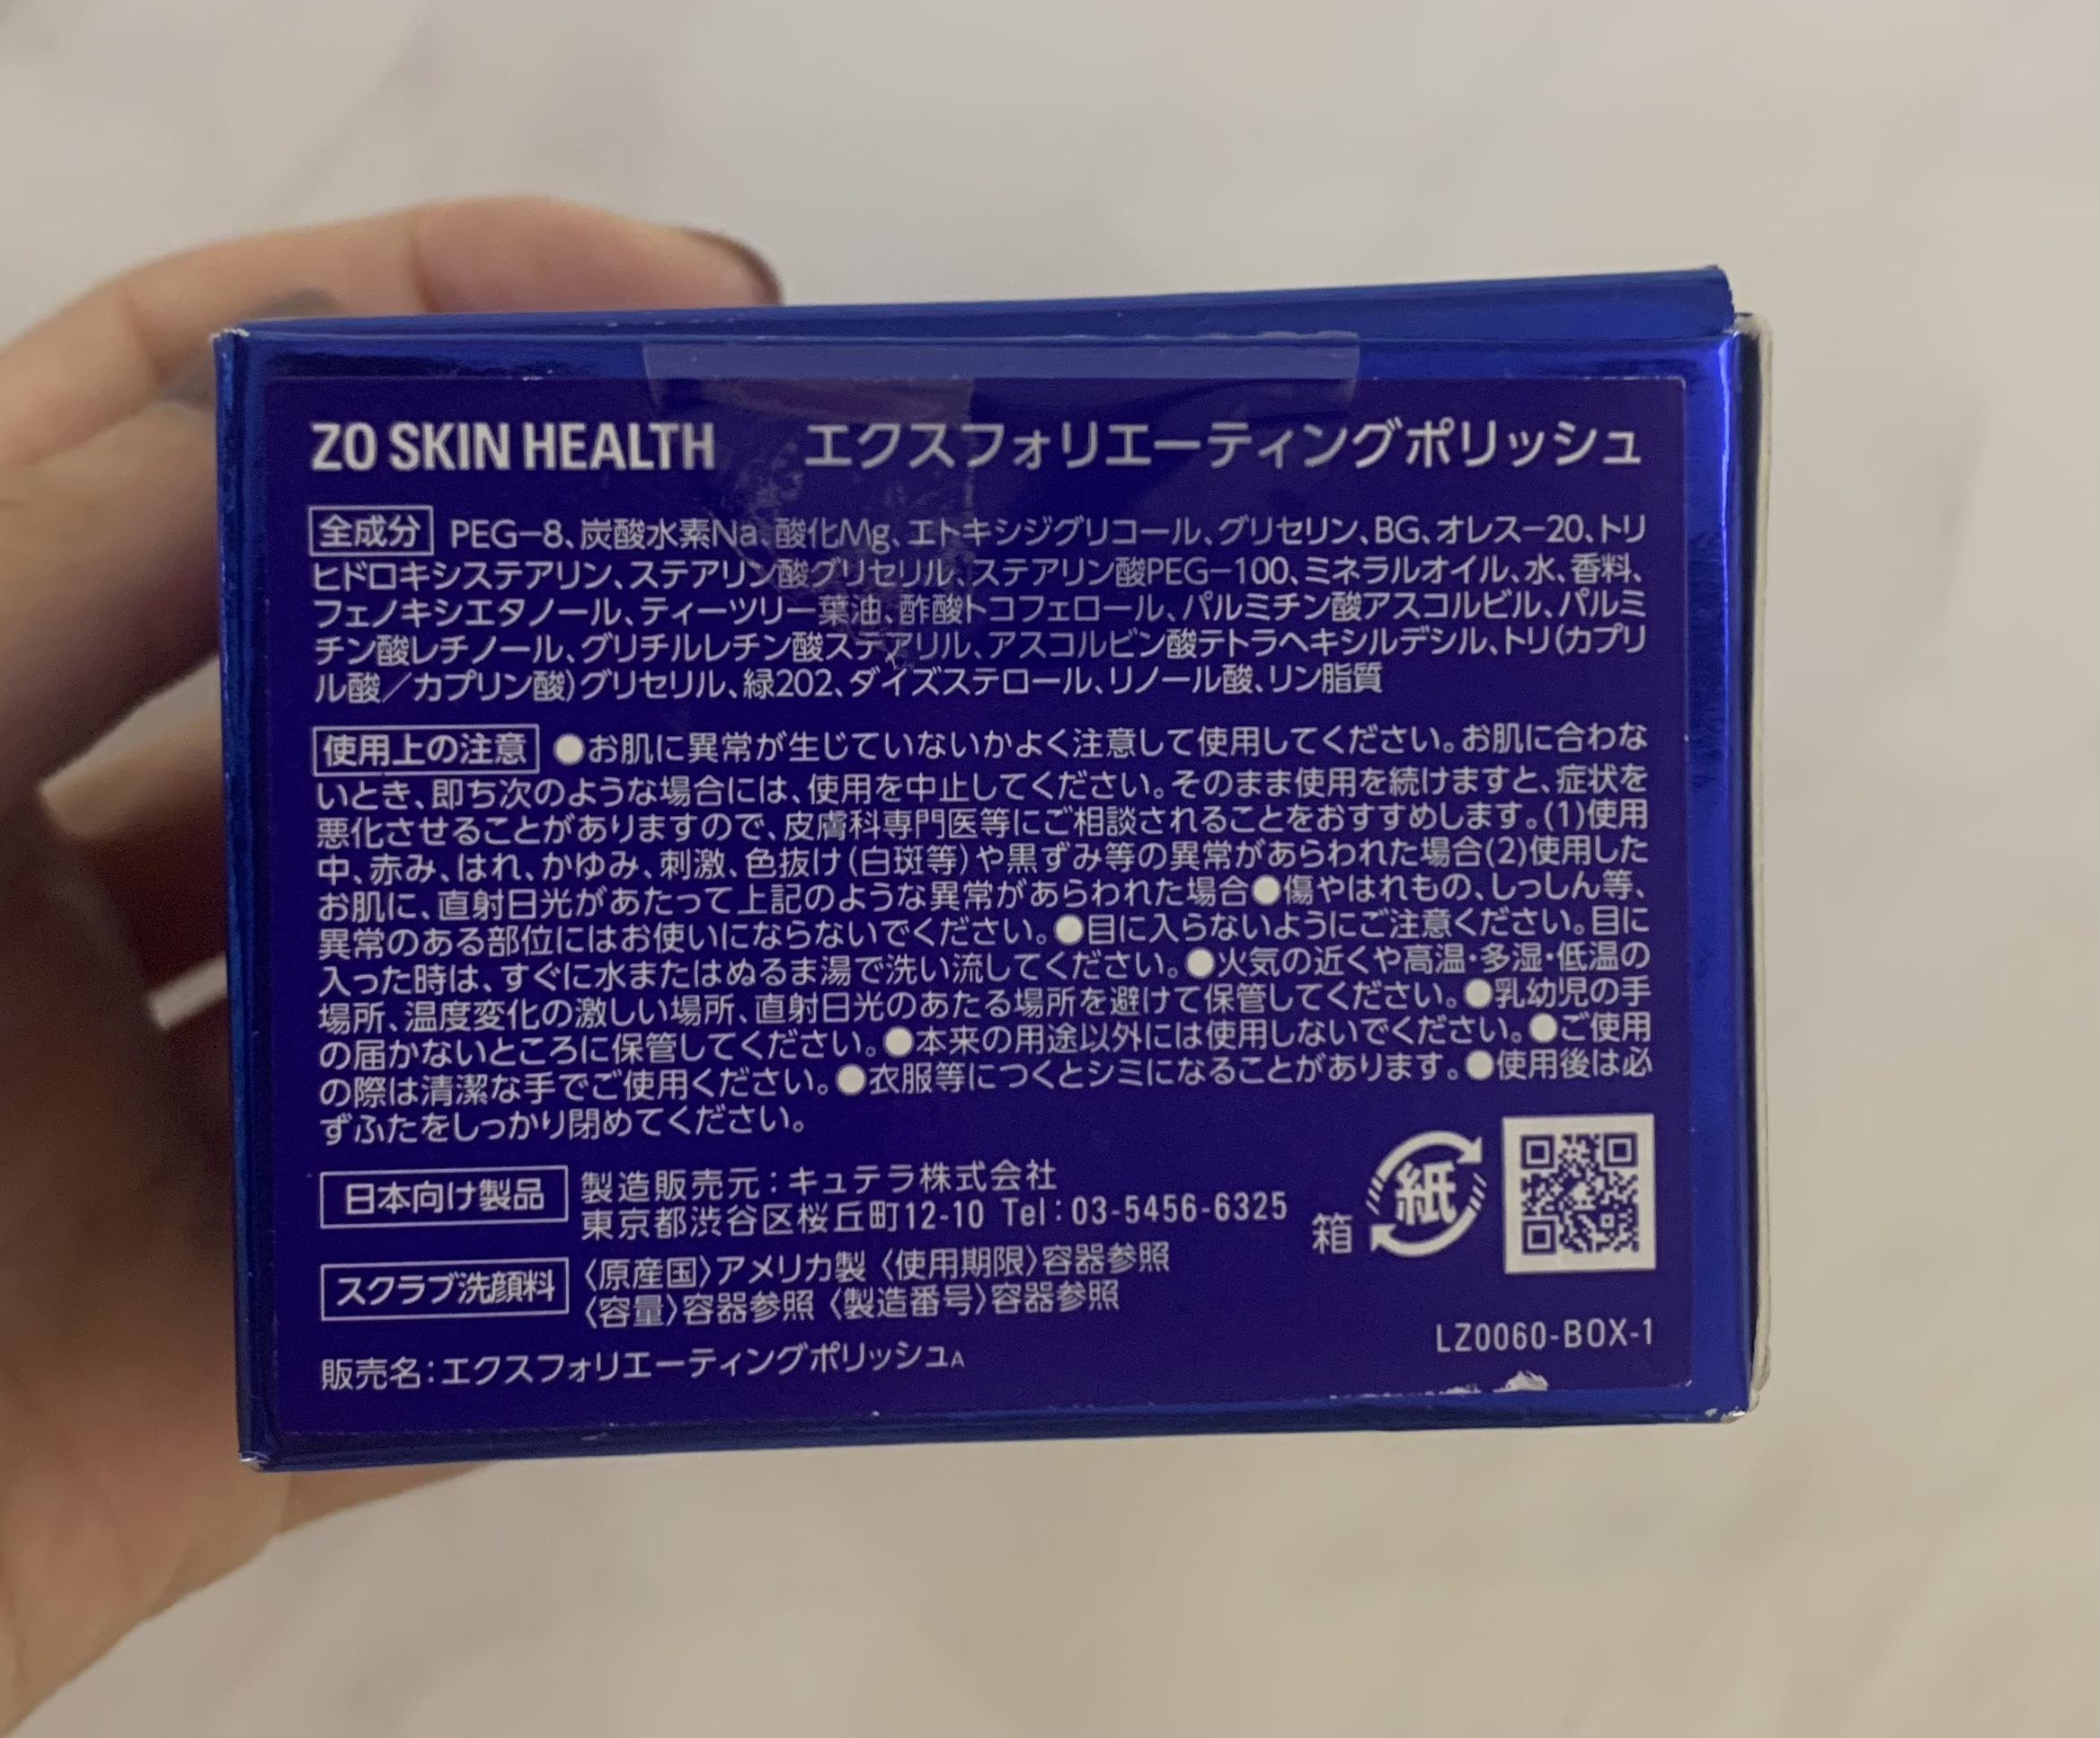 ZO SKIN HEALTH エクスフォリエーティングポリッシュ
全成分 PEG-8、炭酸水素Na、酸化Mg、エトキシジグリコール、グリセリン、BG、オレス-20、トリ
ヒドロキシステアリン、ステアリン酸グリセリル、ステアリン酸PEG-100、ミネラルオイル、水、香料、
フェノキシエタノール、ティーツリー葉油、酢酸トコフェロール、パルミチン酸アスコルビル、パルミ
チン酸レチノール、グリチルレチン酸ステアリル、アスコルビン酸テトラヘキシルデシル、トリ(カプリ
ル酸/カプリン酸)グリセリル、緑202、ダイズステロール、リノール酸、リン脂質
使用上の注意 ●お肌に異常が生じていないかよく注意して使用してください。お肌に合わな
いとき、即ち次のような場合には、使用を中止してください。そのまま使用を続けますと、症状を
悪化させることがありますので、皮膚科専門医等にご相談されることをおすすめします。(1)使用
中、赤み、はれ、かゆみ、刺激、色抜け(白斑等)や黒ずみ等の異常があらわれた場合(2)使用した
お肌に、直射日光があたって上記のような異常があらわれた場合●傷やはれもの、しっしん等、
異常のある部位にはお使いにならないでください。●目に入らないようにご注意ください。目に
入った時は、すぐに水またはぬるま湯で洗い流してください。●火気の近くや高温・多湿・低温の
場所、温度変化の激しい場所、直射日光のあたる場所を避けて保管してください。●乳幼児の手
の届かないところに保管してください。●本来の用途以外には使用しないでください。●ご使用
の際は清潔な手でご使用ください。●衣服等につくとシミになることがあります。●使用後は必
ずふたをしっかり閉めてください。
日本向け製品 製造販売元：キュテラ株式会社
東京都渋谷区桜丘町12-10 Tel：03-5456-6325
箱 紙
スクラブ洗顔料 〈原産国〉アメリカ製 〈使用期限〉容器参照
〈容量〉容器参照 〈製造番号〉容器参照
LZ0060-BOX-1
販売名：エクスフォリエーティングポリッシュA